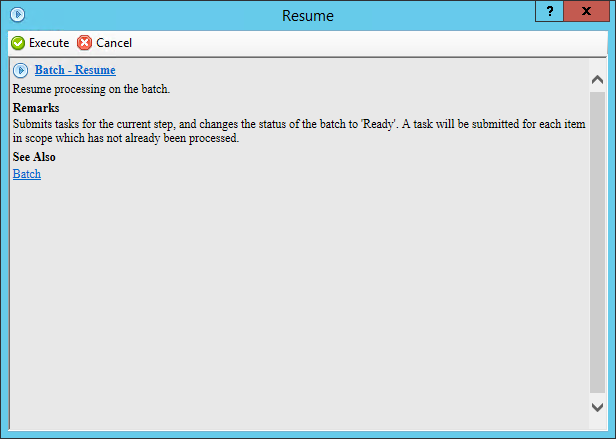 Resume
?
X
Execute Cancel
Batch - Resume
Resume processing on the batch.
Remarks
Submits tasks for the current step, and changes the status of the batch to 'Ready'. A task will be submitted for each item
in scope which has not already been processed.
See Also
Batch